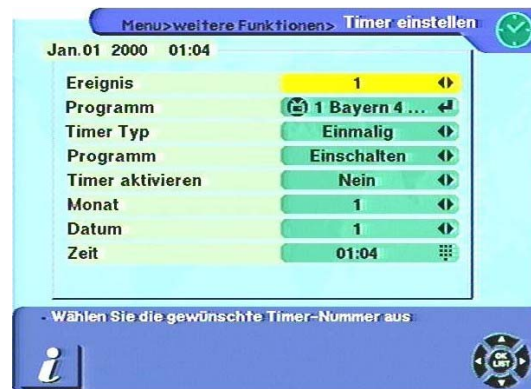 Menu>weitere Funktionen> Timer einstellen
Jan.01 2000 01:04
Ereignis 1
Programm 1 Bayern 4 ...
Timer Typ Einmalig
Programm Einschalten
Timer aktivieren Nein
Monat 1
Datum 1
Zeit 01:04
- Wählen Sie die gewünschte Timer-Nummer aus
i
OK
LIST